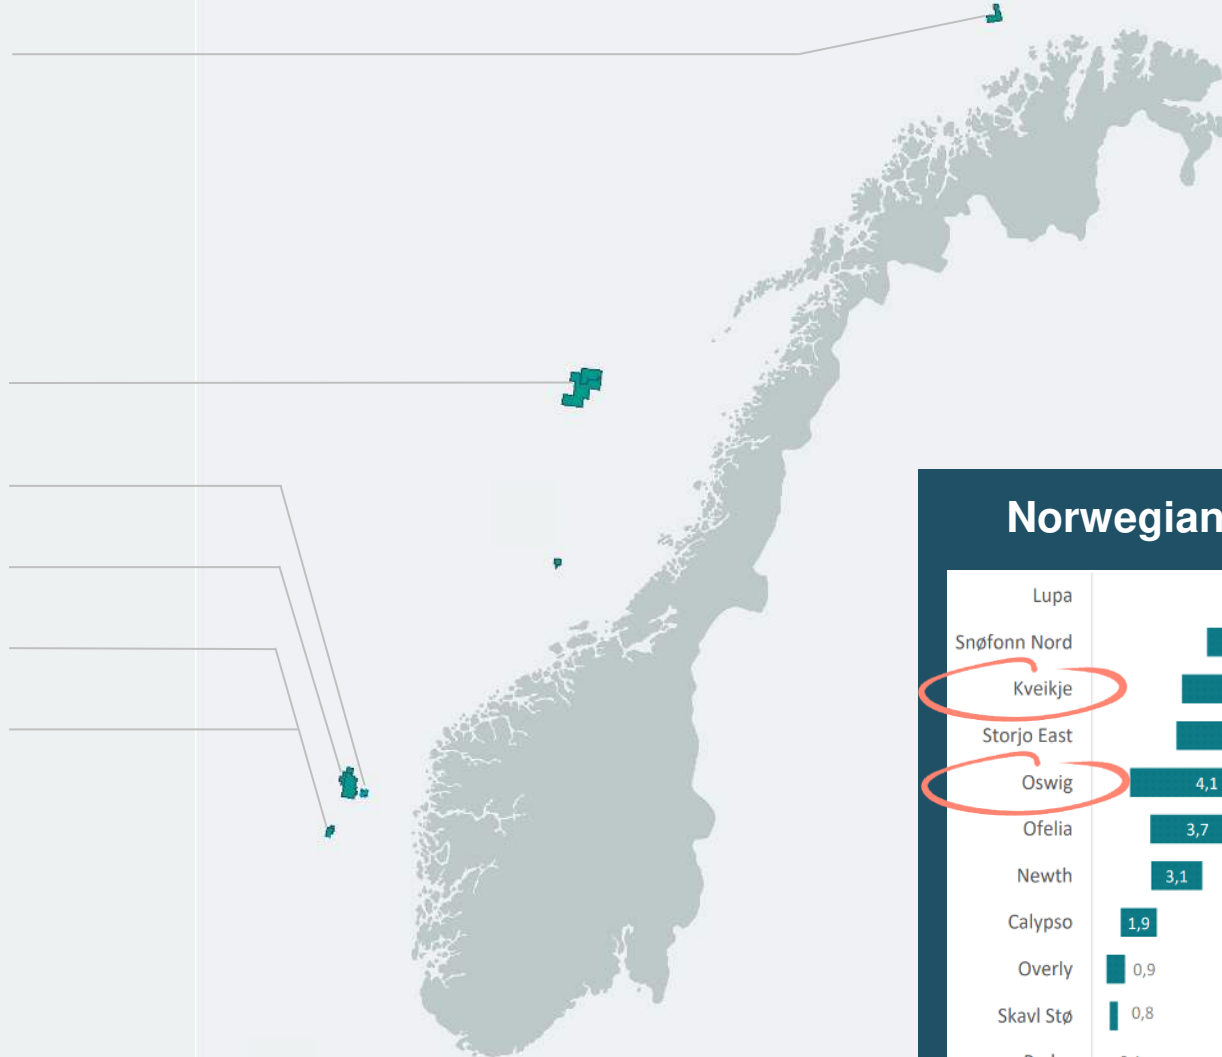 Norwegian
Lupa
Snøfonn Nord
Kveikje
Storjo East
Oswig 4,1
Ofelia 3,7
Newth 3,1
Calypso 1,9
Overly 0,9
Skavl Stø 0,8